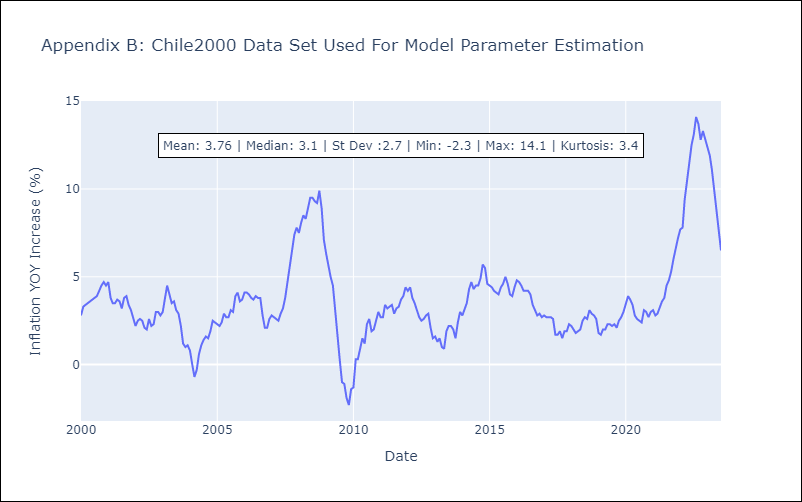 Appendix B: Chile2000 Data Set Used For Model Parameter Estimation
15
Mean: 3.76 | Median: 3.1 | St Dev :2.7 | Min: -2.3 | Max: 14.1 | Kurtosis: 3.4
10
5
0
Inflation YOY Increase (%)
2000 2005 2010 2015 2020
Date